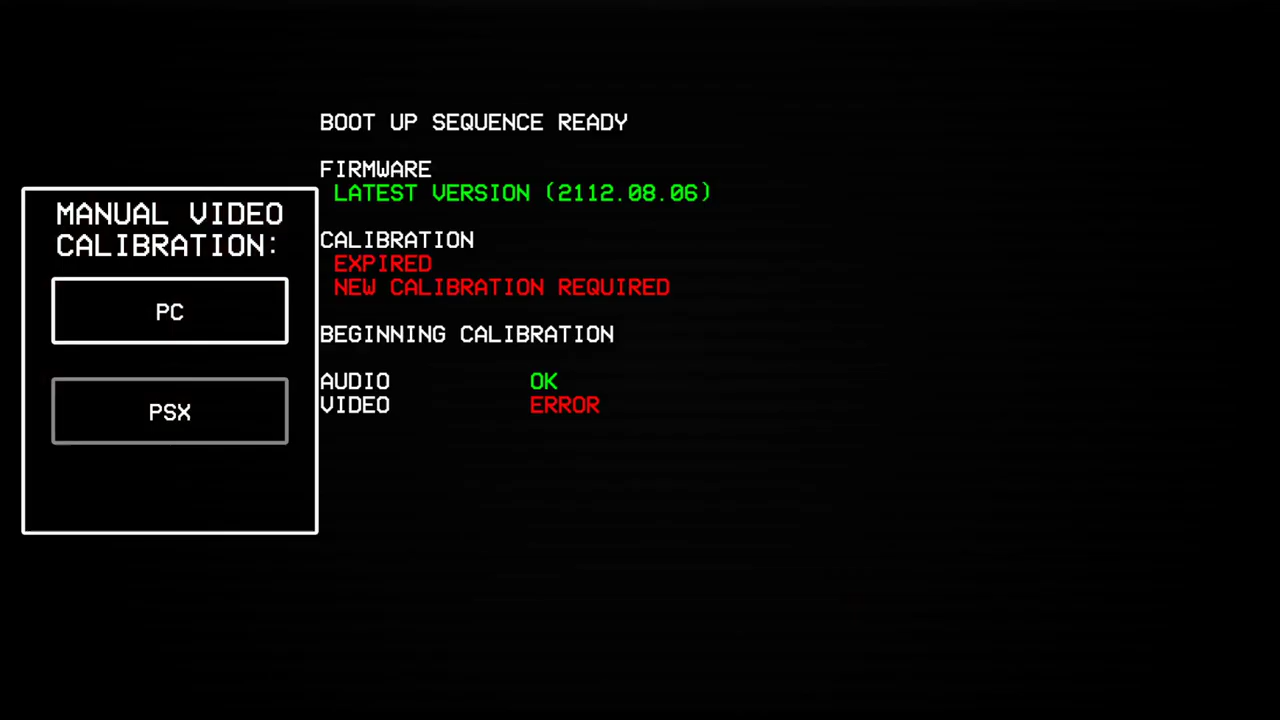 BOOT UP SEQUENCE READY
FIRMWARE
LATEST VERSION (2112.08.06)
CALIBRATION
EXPIRED
NEW CALIBRATION REQUIRED
BEGINNING CALIBRATION
AUDIO OK
VIDEO ERROR
MANUAL VIDEO
CALIBRATION:
PC
PSX